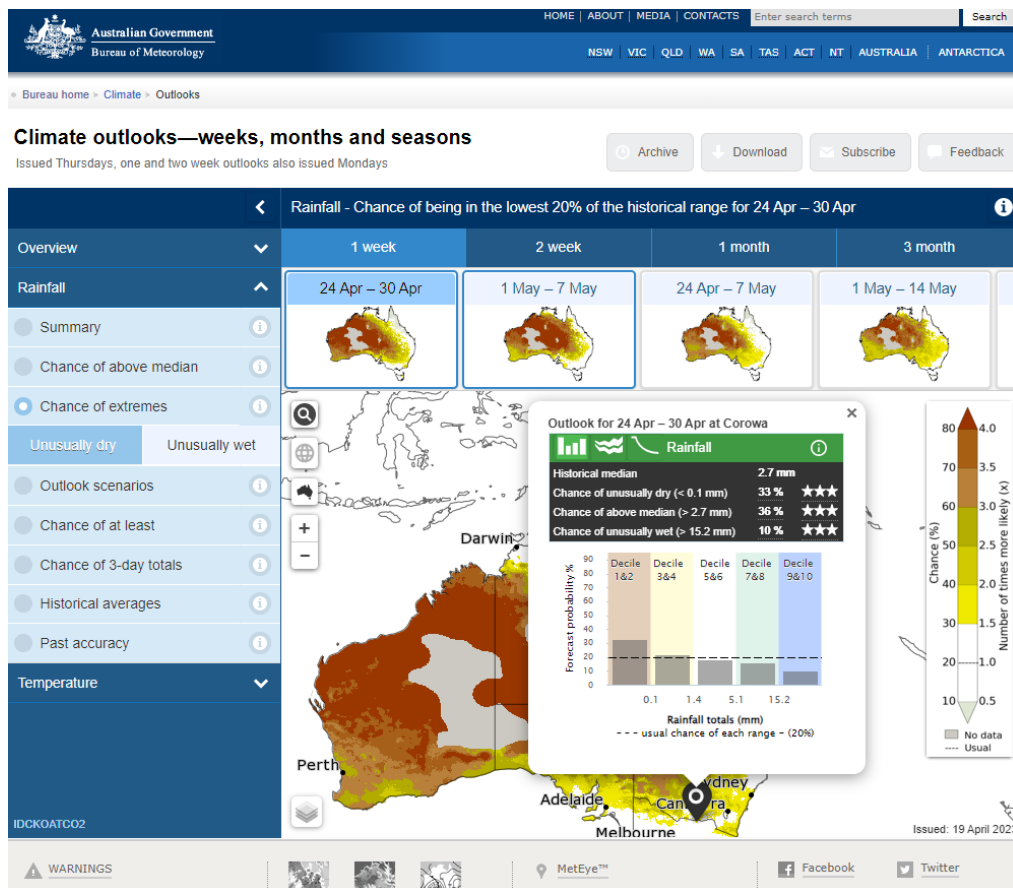 HOME | ABOUT | MEDIA | CONTACTS Enter search terms Search
Australian Government
Bureau of Meteorology
NSW | VIC | QLD | WA | SA | TAS | ACT | NT | AUSTRALIA | ANTARCTICA
Bureau home > Climate > Outlooks
Climate outlooks—weeks, months and seasons
Issued Thursdays, one and two week outlooks also issued Mondays
Archive Download Subscribe Feedback
Rainfall - Chance of being in the lowest 20% of the historical range for 24 Apr – 30 Apr
Overview
Rainfall
Summary
Chance of above median
Chance of extremes
Unusually dry Unusually wet
Outlook scenarios
Chance of at least
Chance of 3-day totals
Historical averages
Past accuracy
Temperature
IDCKOATCO2
1 week 2 week 1 month 3 month
24 Apr – 30 Apr 1 May – 7 May 24 Apr – 7 May 1 May – 14 May
Darwin
Perth
Adelaide
Melbourne
Outlook for 24 Apr – 30 Apr at Corowa
Rainfall
Historical median 2.7 mm
Chance of unusually dry (< 0.1 mm) 33 %
Chance of above median (> 2.7 mm) 36 %
Chance of unusually wet (> 15.2 mm) 10 %
Forecast probability %
90
80
70
60
50
40
30
20
10
0
Decile 1&2 Decile 3&4 Decile 5&6 Decile 7&8 Decile 9&10
0.1 1.4 5.1 15.2
Rainfall totals (mm)
--- usual chance of each range - (20%)
Chance (%)
80 4.0
70 3.5
60 3.0
50 2.5
40 2.0
30 1.5
20 1.0
10 0.5
Number of times more likely (x)
No data
---- Usual
Issued: 19 April 202
WARNINGS MetEye™ Facebook Twitter